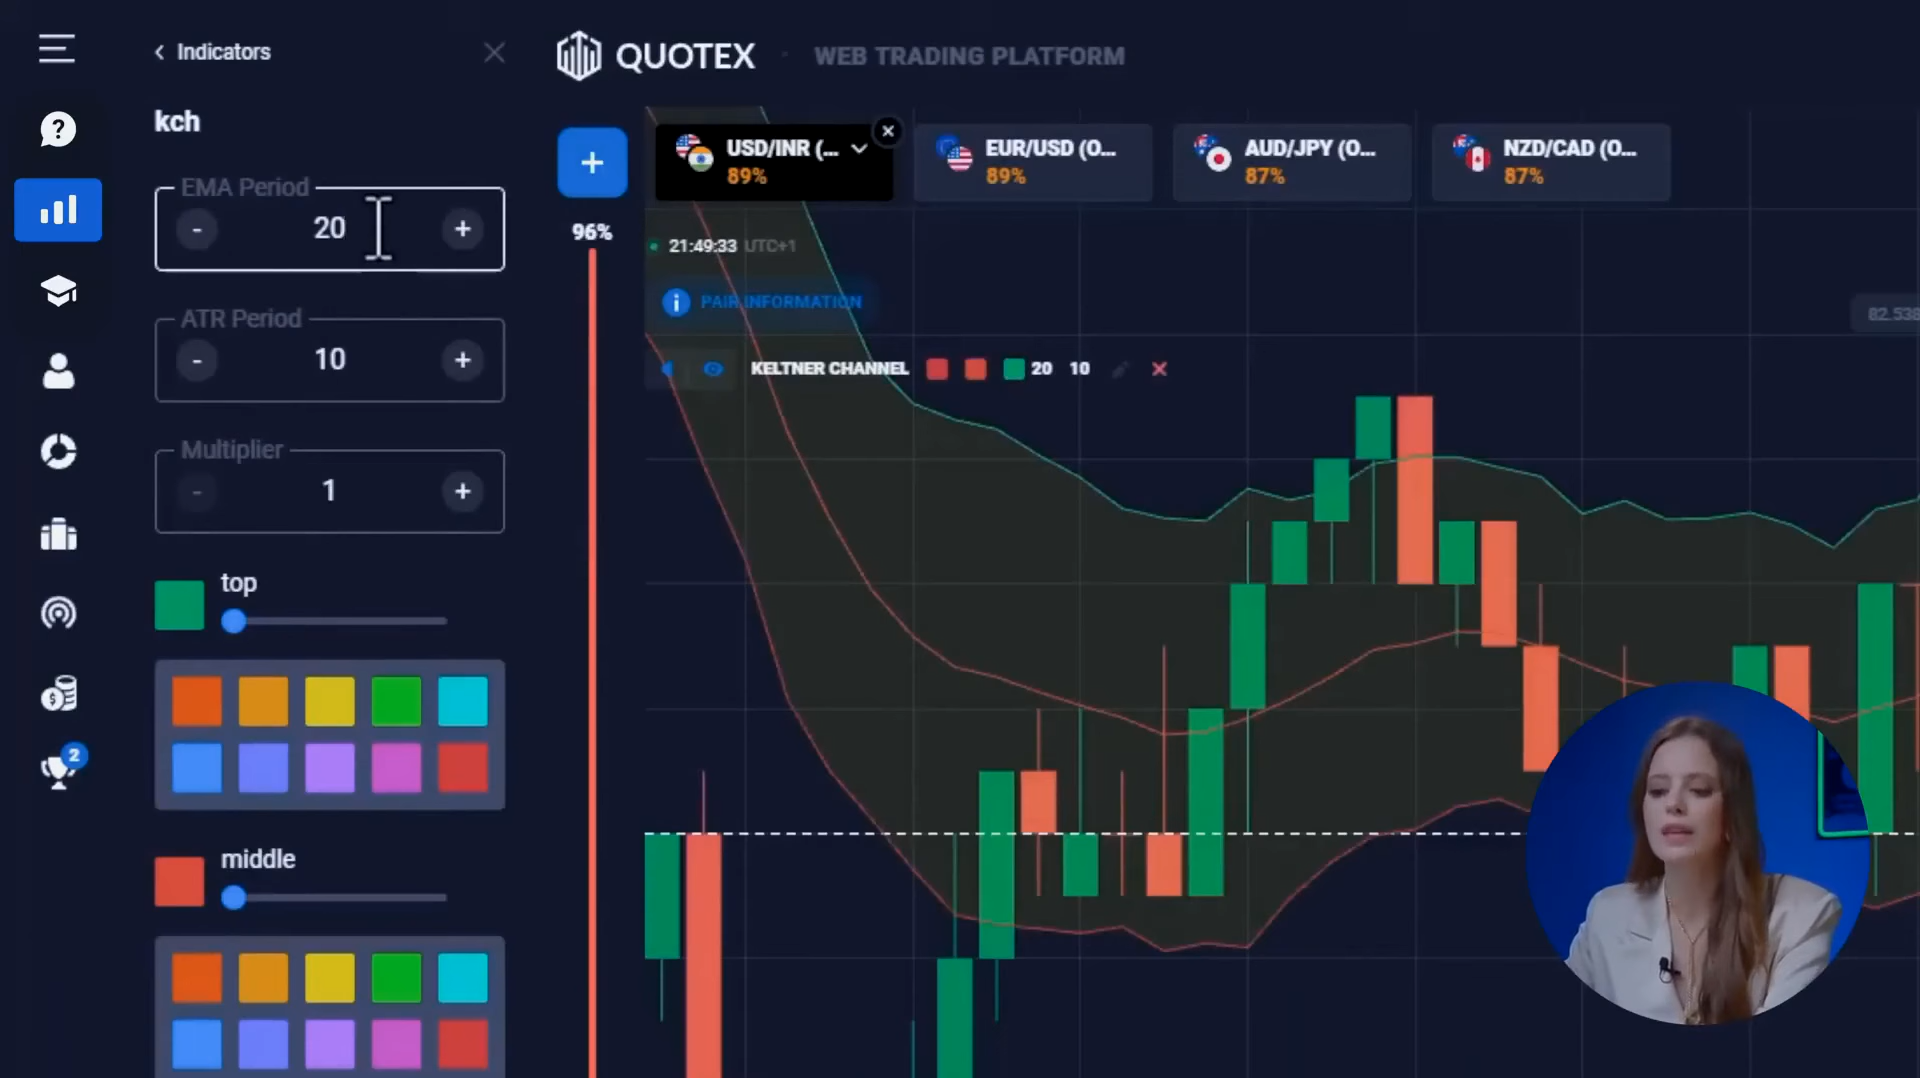 Indicators
kch
EMA Period
- 20 +
ATR Period
- 10 +
Multiplier
- 1 +
top
middle
2
QUOTEX
WEB TRADING PLATFORM
+
USD/INR (...
89%
EUR/USD (O...
89%
AUD/JPY (O...
87%
NZD/CAD (O...
87%
96%
21:49:33 UTC+1
PAIR INFORMATION
KELTNER CHANNEL 20 10
82.538